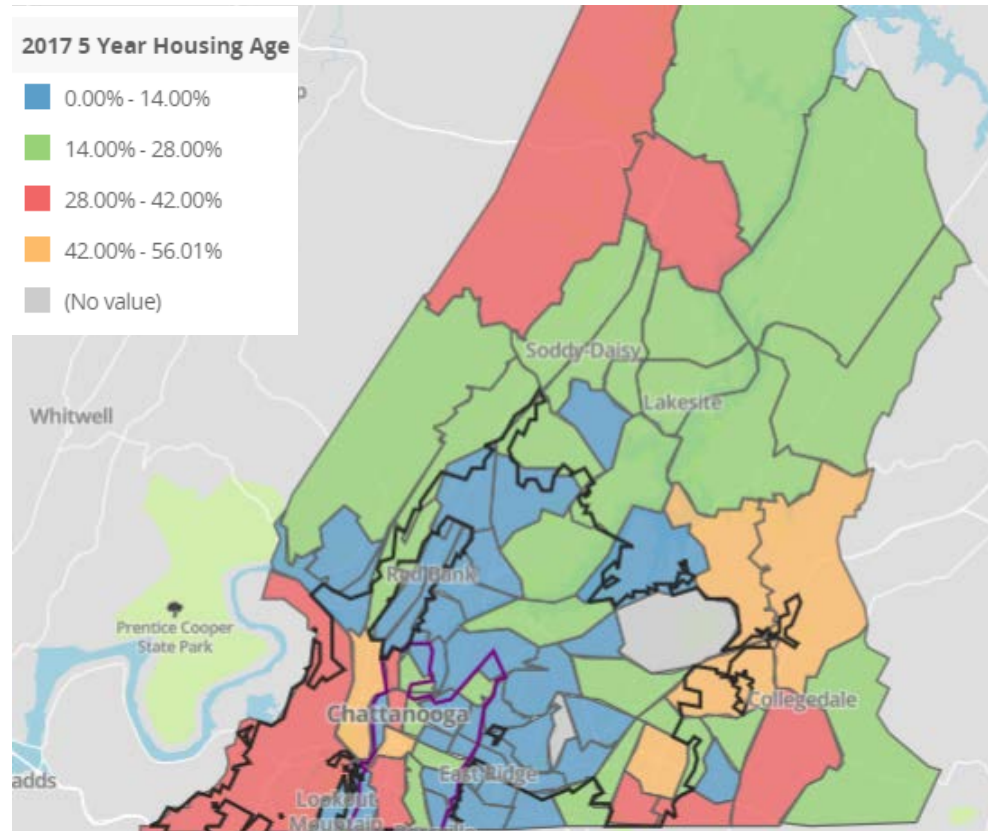 2017 5 Year Housing Age
0.00% - 14.00%
14.00% - 28.00%
28.00% - 42.00%
42.00% - 56.01%
(No value)
p
Soddy-Daisy
Lakesite
Whitwell
Red Bank
Prentice Cooper
State Park
Collegedale
Chattanooga
East Ridge
adds
Lookout
Mountain